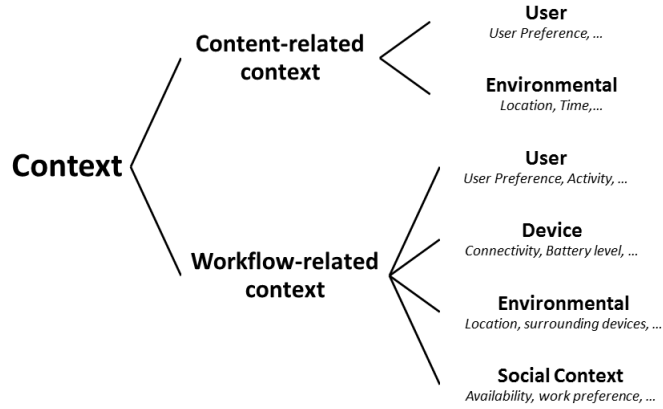 Context
Content-related
context
User
User Preference, ...
Environmental
Location, Time,...
Workflow-related
context
User
User Preference, Activity, ...
Device
Connectivity, Battery level, ...
Environmental
Location, surrounding devices, ...
Social Context
Availability, work preference, ...